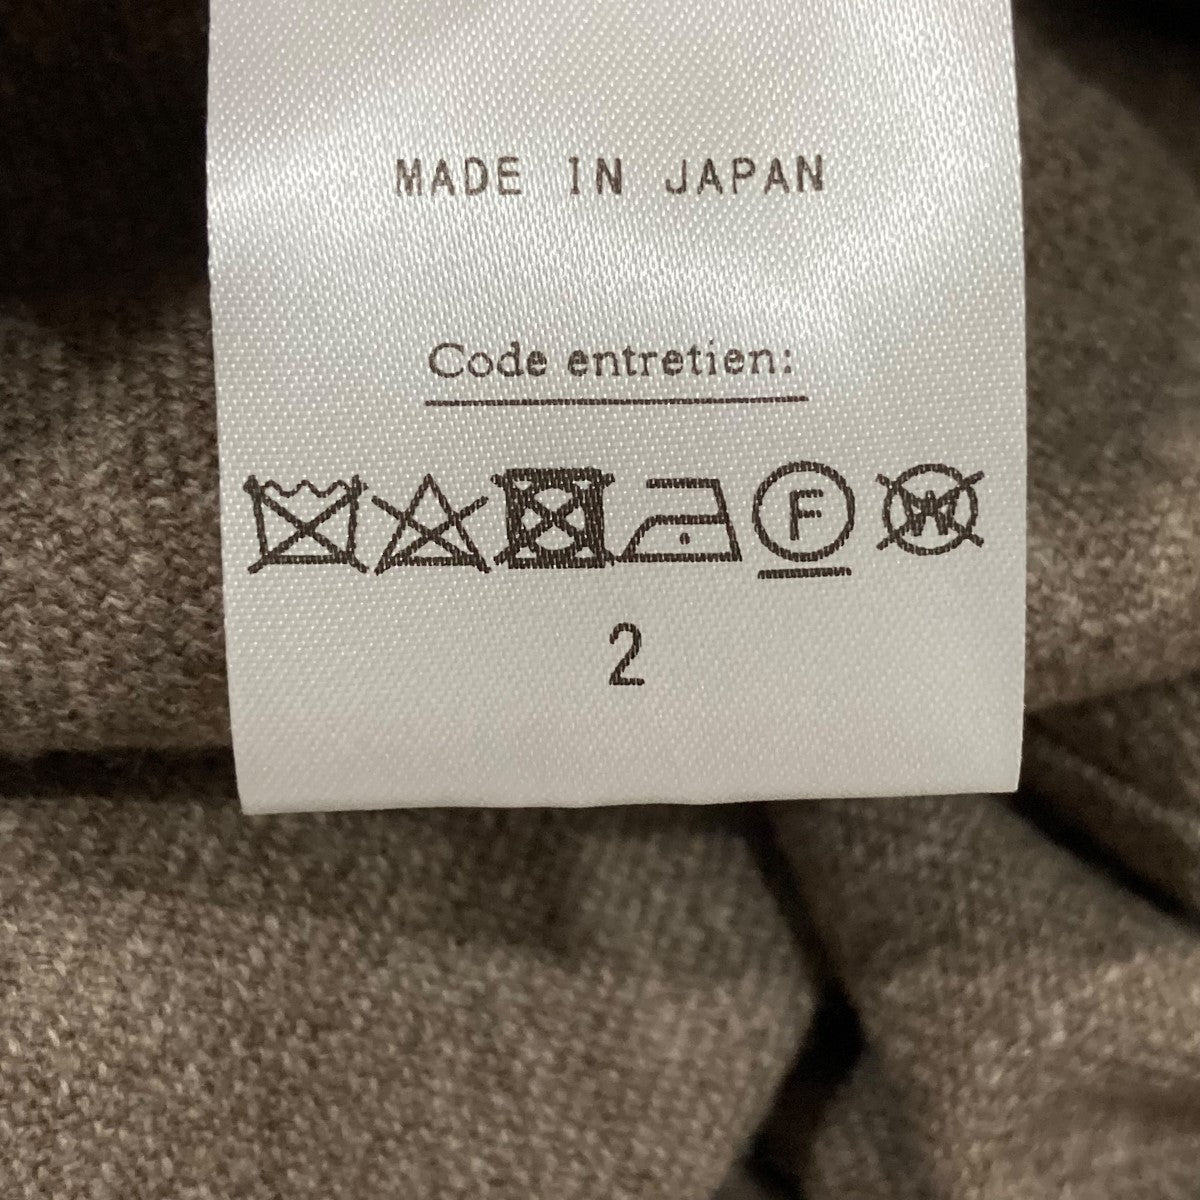 MADE IN JAPAN
Code entretien:
F W
2